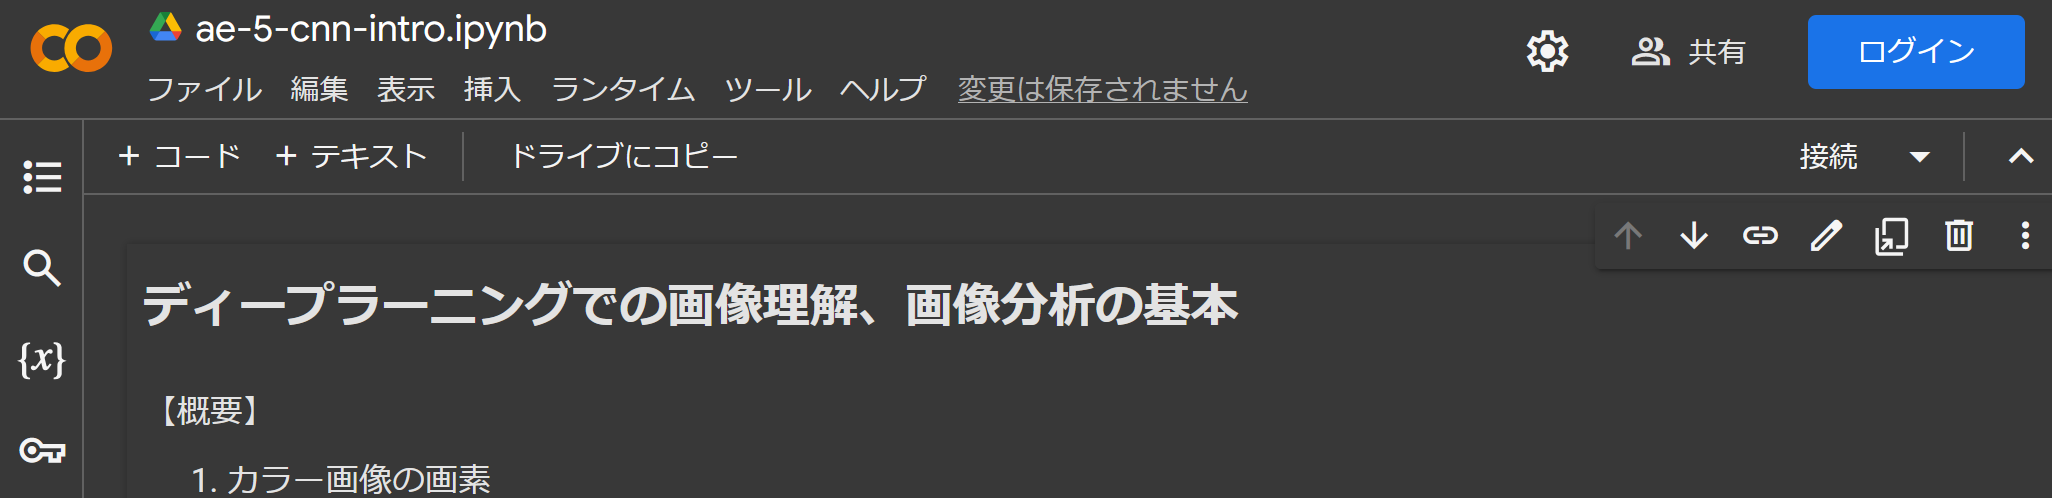 ae-5-cnn-intro.ipynb
ファイル 編集 表示 挿入 ランタイム ツール ヘルプ 変更は保存されません
共有 ログイン
+ コード + テキスト ドライブにコピー 接続
ディープラーニングでの画像理解、画像分析の基本
{x}
【概要】
1. カラー画像の画素